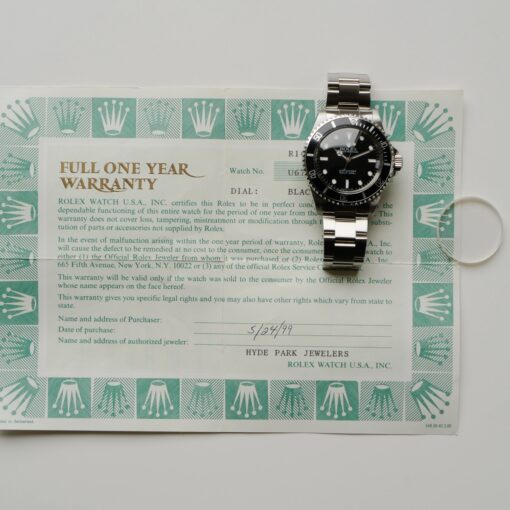 FULL ONE YEAR
WARRANTY
Watch No.
DIAL: BLAC
ROLEX WATCH U.S.A., INC. certifies this Rolex to be in perfect
dependable functioning of this entire watch for the period of one year from the
warranty does not cover loss, tampering, mistreatment or modification through substi-
tution of parts or accessories not supplied by Rolex.
In the event of malfunction arising within the one year period of warranty, Rolex U.S.A., Inc.
will cause the defect to be remedied at no cost to the consumer, once the consumer
either (1) the Official Rolex Jeweler from whom it was purchased or (2) Rolex U.S.A., Inc.,
665 Fifth Avenue, New York, N.Y. 10022 or (3) any of the official Rolex Service
This warranty will be valid only if the watch was sold to the consumer by the Official Rolex Jeweler
whose name appears on the face hereof.
This warranty gives you specific legal rights and you may also have other rights which vary from state to
state.
Name and address of Purchaser:
Date of purchase: 5/24/99
Name and address of authorized jeweler:
HYDE PARK JEWELERS
ROLEX WATCH U.S.A., INC.